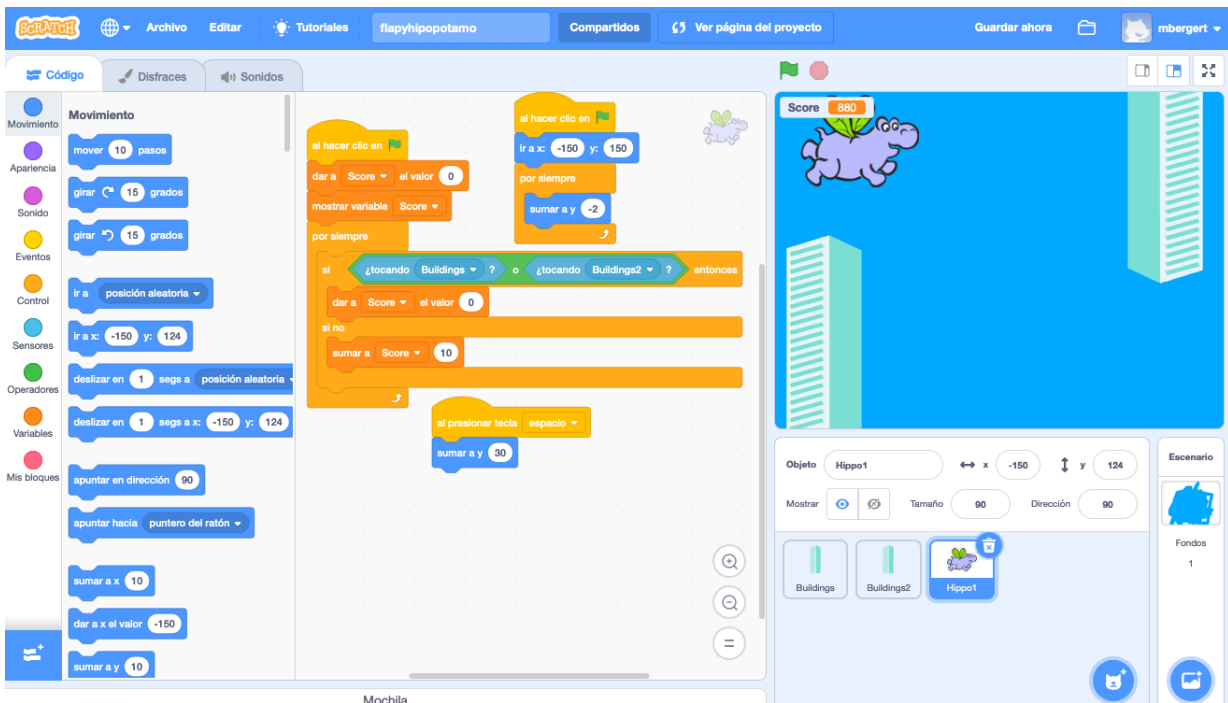 SCRATCH
Archivo
Editar
Tutoriales
flapyhipopotamo
Compartidos
Ver página del proyecto
Guardar ahora
mbergert
Código
Disfraces
Sonidos
Movimiento
Apariencia
Sonido
Eventos
Control
Sensores
Operadores
Variables
Mis bloques
Movimiento
mover 10 pasos
girar 15 grados
girar 15 grados
ir a posición aleatoria
ir a x: -150 y: 124
deslizar en 1 segs a posición aleatoria
deslizar en 1 segs a x: -150 y: 124
apuntar en dirección 90
apuntar hacia puntero del ratón
sumar a x 10
dar a x el valor -150
sumar a y 10
al hacer clic en
dar a Score el valor 0
mostrar variable Score
por siempre
si ¿tocando Buildings ? o ¿tocando Buildings2 ? entonces
dar a Score el valor 0
si no
sumar a Score 10
al hacer clic en
ir a x: -150 y: 150
por siempre
sumar a y -2
al presionar tecla espacio
sumar a y 30
Mochila
Score 880
Objeto Hippo1 x -150 y 124
Mostrar Tamaño 90 Dirección 90
Buildings
Buildings2
Hippo1
Escenario
Fondos
1